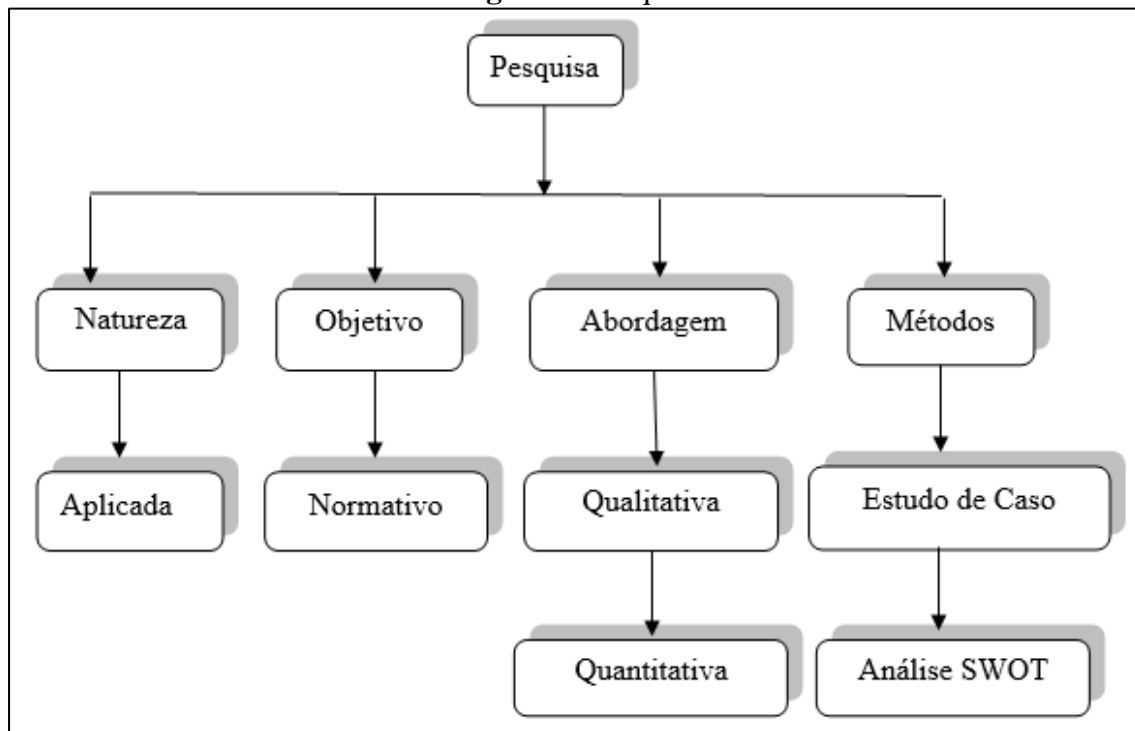 Pesquisa
Natureza
Objetivo
Abordagem
Métodos
Aplicada
Normativo
Qualitativa
Estudo de Caso
Quantitativa
Análise SWOT